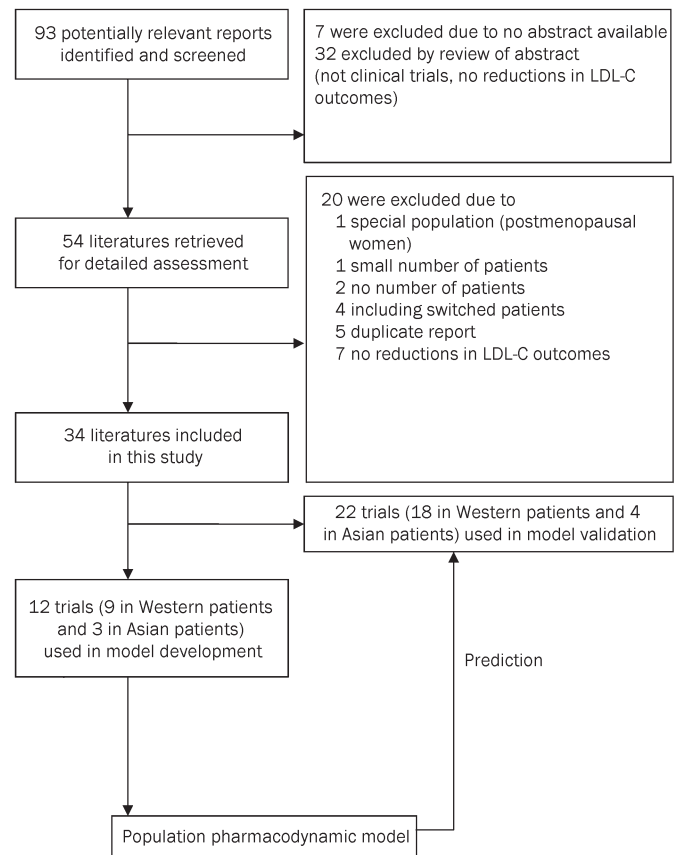 93 potentially relevant reports
identified and screened
7 were excluded due to no abstract available
32 excluded by review of abstract
(not clinical trials, no reductions in LDL-C
outcomes)
54 literatures retrieved
for detailed assessment
20 were excluded due to
1 special population (postmenopausal
women)
1 small number of patients
2 no number of patients
4 including switched patients
5 duplicate report
7 no reductions in LDL-C outcomes
34 literatures included
in this study
22 trials (18 in Western patients and 4
in Asian patients) used in model validation
12 trials (9 in Western patients
and 3 in Asian patients)
used in model development
Prediction
Population pharmacodynamic model